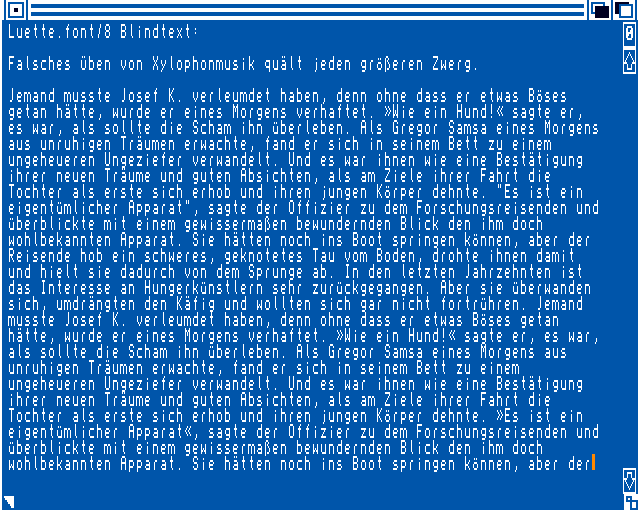 Luette.font/8 Blindtext:
Falsches üben von Xylophonmusik quält jeden größeren Zwerg.
Jemand musste Josef K. verleumdet haben, denn ohne dass er etwas Böses
getan hätte, wurde er eines Morgens verhaftet. »Wie ein Hund!« sagte er,
es war, als sollte die Scham ihn überleben. Als Gregor Samsa eines Morgens
aus unruhigen Träumen erwachte, fand er sich in seinem Bett zu einem
ungeheueren Ungeziefer verwandelt. Und es war ihnen wie eine Bestätigung
ihrer neuen Träume und guten Absichten, als am Ziele ihrer Fahrt die
Tochter als erste sich erhob und ihren jungen Körper dehnte. "Es ist ein
eigentümlicher Apparat", sagte der Offizier zu dem Forschungsreisenden und
überblickte mit einem gewissermaßen bewundernden Blick den ihm doch
wohlbekannten Apparat. Sie hätten noch ins Boot springen können, aber der
Reisende hob ein schweres, geknotetes Tau vom Boden, drohte ihnen damit
und hielt sie dadurch von dem Sprunge ab. In den letzten Jahrzehnten ist
das Interesse an Hungerkünstlern sehr zurückgegangen. Aber sie überwanden
sich, umdrängten den Käfig und wollten sich gar nicht fortrühren. Jemand
musste Josef K. verleumdet haben, denn ohne dass er etwas Böses getan
hätte, wurde er eines Morgens verhaftet. »Wie ein Hund!« sagte er, es war,
als sollte die Scham ihn überleben. Als Gregor Samsa eines Morgens aus
unruhigen Träumen erwachte, fand er sich in seinem Bett zu einem
ungeheueren Ungeziefer verwandelt. Und es war ihnen wie eine Bestätigung
ihrer neuen Träume und guten Absichten, als am Ziele ihrer Fahrt die
Tochter als erste sich erhob und ihren jungen Körper dehnte. »Es ist ein
eigentümlicher Apparat«, sagte der Offizier zu dem Forschungsreisenden und
überblickte mit einem gewissermaßen bewundernden Blick den ihm doch
wohlbekannten Apparat. Sie hätten noch ins Boot springen können, aber der